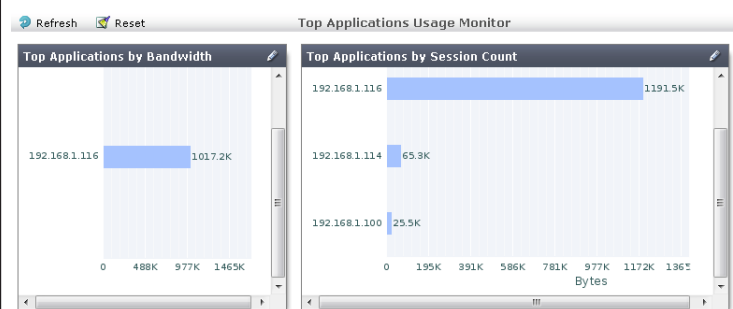 Refresh Reset Top Applications Usage Monitor
Top Applications by Bandwidth
192.168.1.116 1017.2K
0 488K 977K 1465K
Top Applications by Session Count
192.168.1.116 1191.5K
192.168.1.114 65.3K
192.168.1.100 25.5K
0 195K 391K 586K 781K 977K 1172K
Bytes